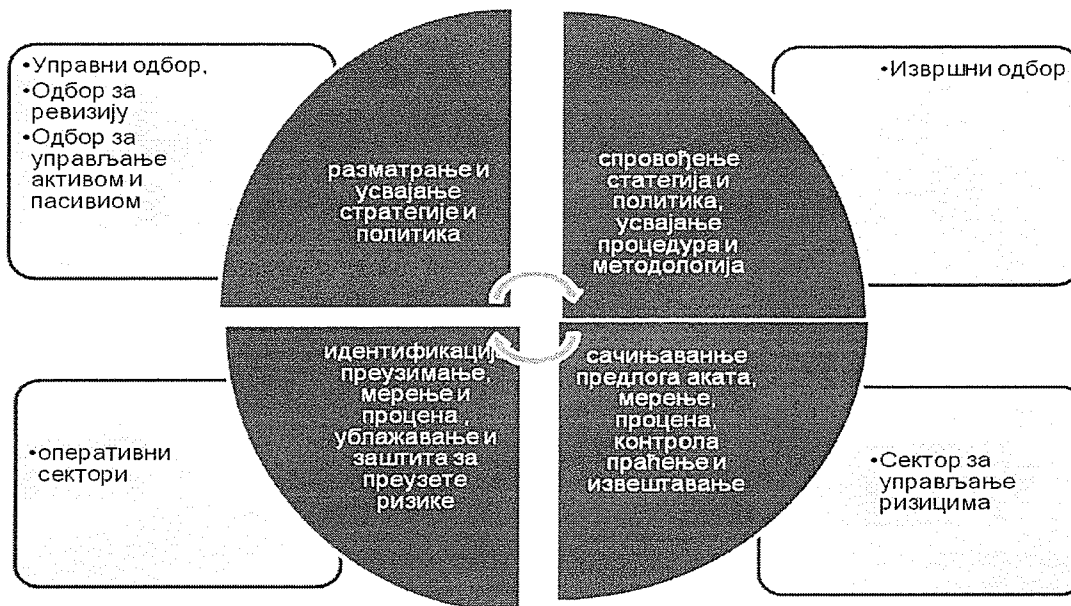 •Управни одбор,
•Одбор за
ревизију
•Одбор за
управљање
активом и
пасивиом
разматрање и
усвајање
стратегије и
политика
спровођење
статегија и
политика,
усвајање
процедура и
методологија
•Извршни одбор
•оперативни
сектори
идентификација
преузимање,
мерење и
процена ,
ублажавање и
заштита за
преузете
ризике
сачињавање
предлога аката,
мерење,
процена,
контрола
праћење и
извештавање
•Сектор за
управљање
ризицима